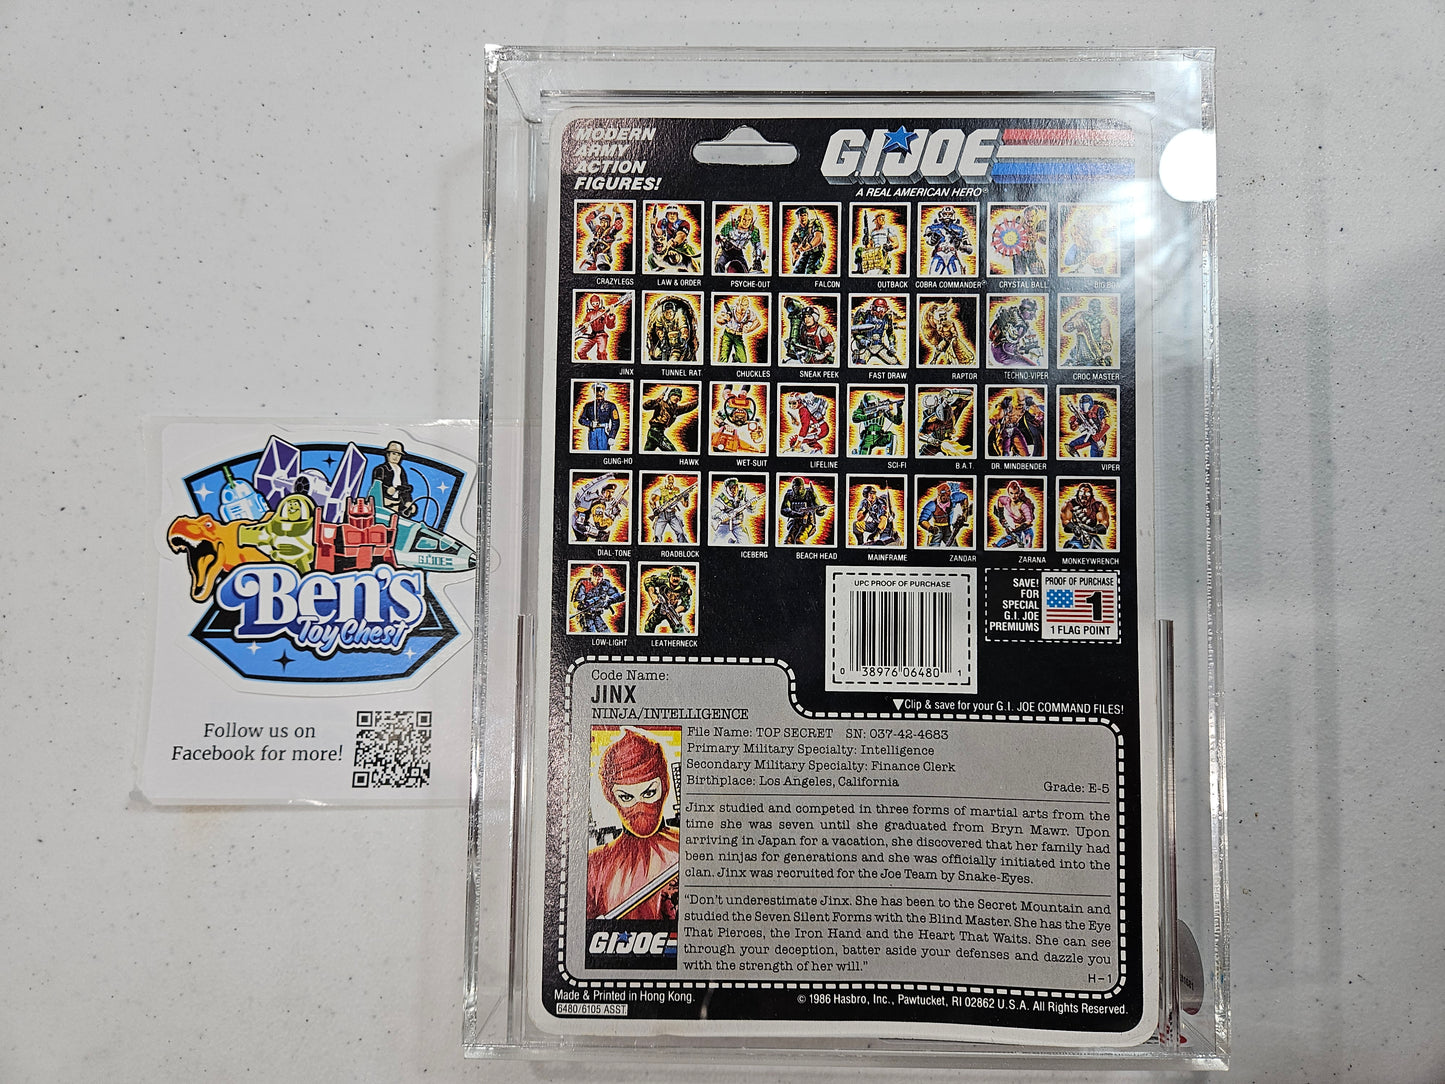 MODERN
ARMY
ACTION
FIGURES!
G.I. JOE
A REAL AMERICAN HERO®
CRAZYLEGS LAW & ORDER PSYCHE-OUT FALCON OUTBACK COBRA COMMANDER® CRYSTAL BALL BIG BOA
JINX TUNNEL RAT CHUCKLES SNEAK PEEK FAST DRAW RAPTOR TECHNO-VIPER CROC MASTER
GUNG-HO HAWK WET-SUIT LIFELINE SCI-FI B.A.T. DR. MINDBENDER VIPER
DIAL-TONE ROADBLOCK ICEBERG BEACH HEAD MAINFRAME ZANDAR ZARANA MONKEYWRENCH
LOW-LIGHT LEATHERNECK
UPC PROOF OF PURCHASE
0 38976 06480 1
SAVE!
FOR
SPECIAL
G.I. JOE
PREMIUMS
PROOF OF PURCHASE
1
1 FLAG POINT
▼Clip & save for your G.I. JOE COMMAND FILES!
Code Name:
JINX
NINJA/INTELLIGENCE
File Name: TOP SECRET SN: 037-42-4683
Primary Military Specialty: Intelligence
Secondary Military Specialty: Finance Clerk
Birthplace: Los Angeles, California Grade: E-5
Jinx studied and competed in three forms of martial arts from the
time she was seven until she graduated from Bryn Mawr. Upon
arriving in Japan for a vacation, she discovered that her family had
been ninjas for generations and she was officially initiated into the
clan. Jinx was recruited for the Joe Team by Snake-Eyes.
"Don't underestimate Jinx. She has been to the Secret Mountain and
studied the Seven Silent Forms with the Blind Master. She has the Eye
That Pierces, the Iron Hand and the Heart That Waits. She can see
through your deception, batter aside your defenses and dazzle you
with the strength of her will."
H-1
G.I. JOE
Made & Printed in Hong Kong.
6480/6105 ASST.
© 1986 Hasbro, Inc., Pawtucket, RI 02862 U.S.A. All Rights Reserved.
G.I. JOE
Ben's
Toy Chest
Follow us on
Facebook for more!